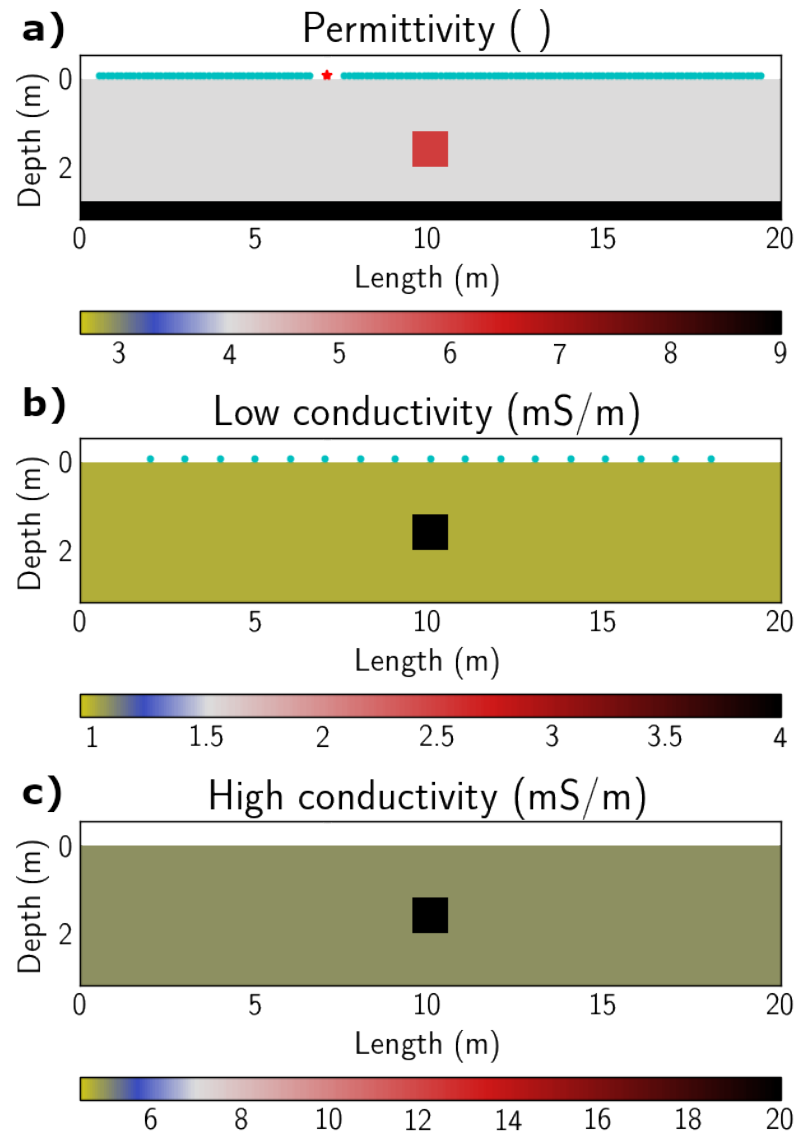 a)
Permittivity ( )
Depth (m)
0
2
0 5 10 15 20
Length (m)
3 4 5 6 7 8 9
b)
Low conductivity (mS/m)
Depth (m)
0
2
0 5 10 15 20
Length (m)
1 1.5 2 2.5 3 3.5 4
c)
High conductivity (mS/m)
Depth (m)
0
2
0 5 10 15 20
Length (m)
6 8 10 12 14 16 18 20